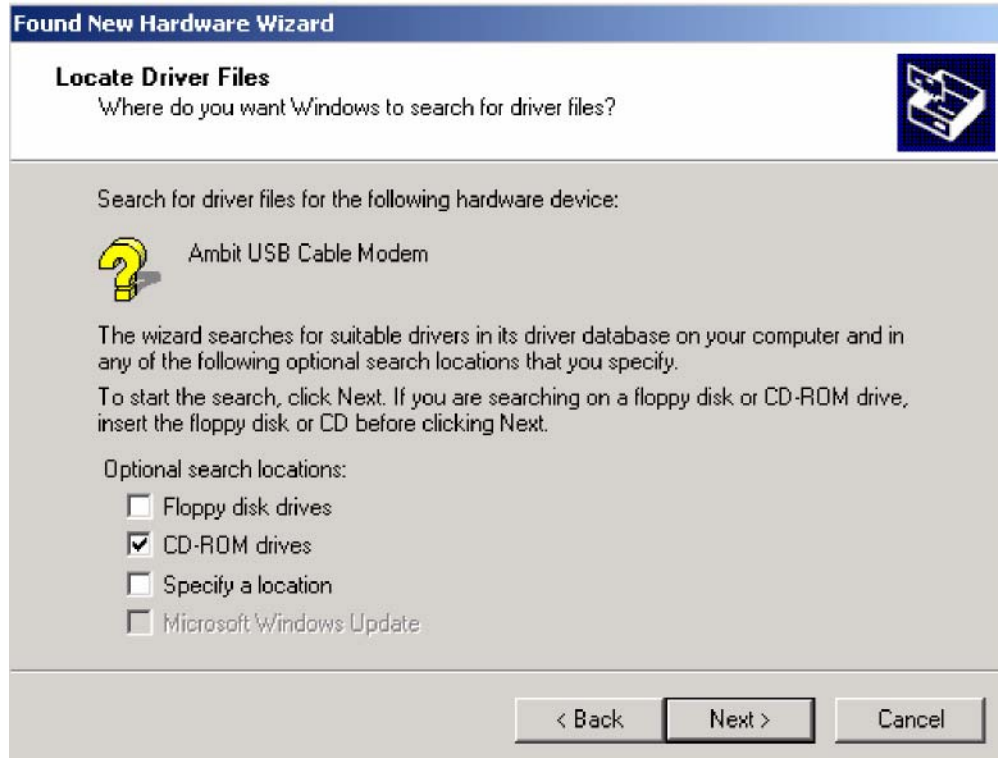 Found New Hardware Wizard
Locate Driver Files
Where do you want Windows to search for driver files?
Search for driver files for the following hardware device:
Ambit USB Cable Modem
The wizard searches for suitable drivers in its driver database on your computer and in
any of the following optional search locations that you specify.
To start the search, click Next. If you are searching on a floppy disk or CD-ROM drive,
insert the floppy disk or CD before clicking Next.
Optional search locations:
Floppy disk drives
CD-ROM drives
Specify a location
Microsoft Windows Update
< Back Next > Cancel